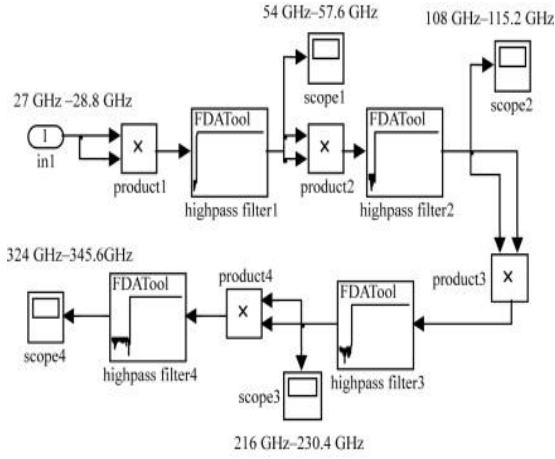 54 GHz–57.6 GHz
108 GHz–115.2 GHz
scope1
scope2
27 GHz –28.8 GHz
1
in1
x
product1
FDATool
highpass filter1
x
product2
FDATool
highpass filter2
x
product3
324 GHz–345.6GHz
scope4
FDATool
highpass filter4
product4
x
FDATool
highpass filter3
scope3
216 GHz–230.4 GHz